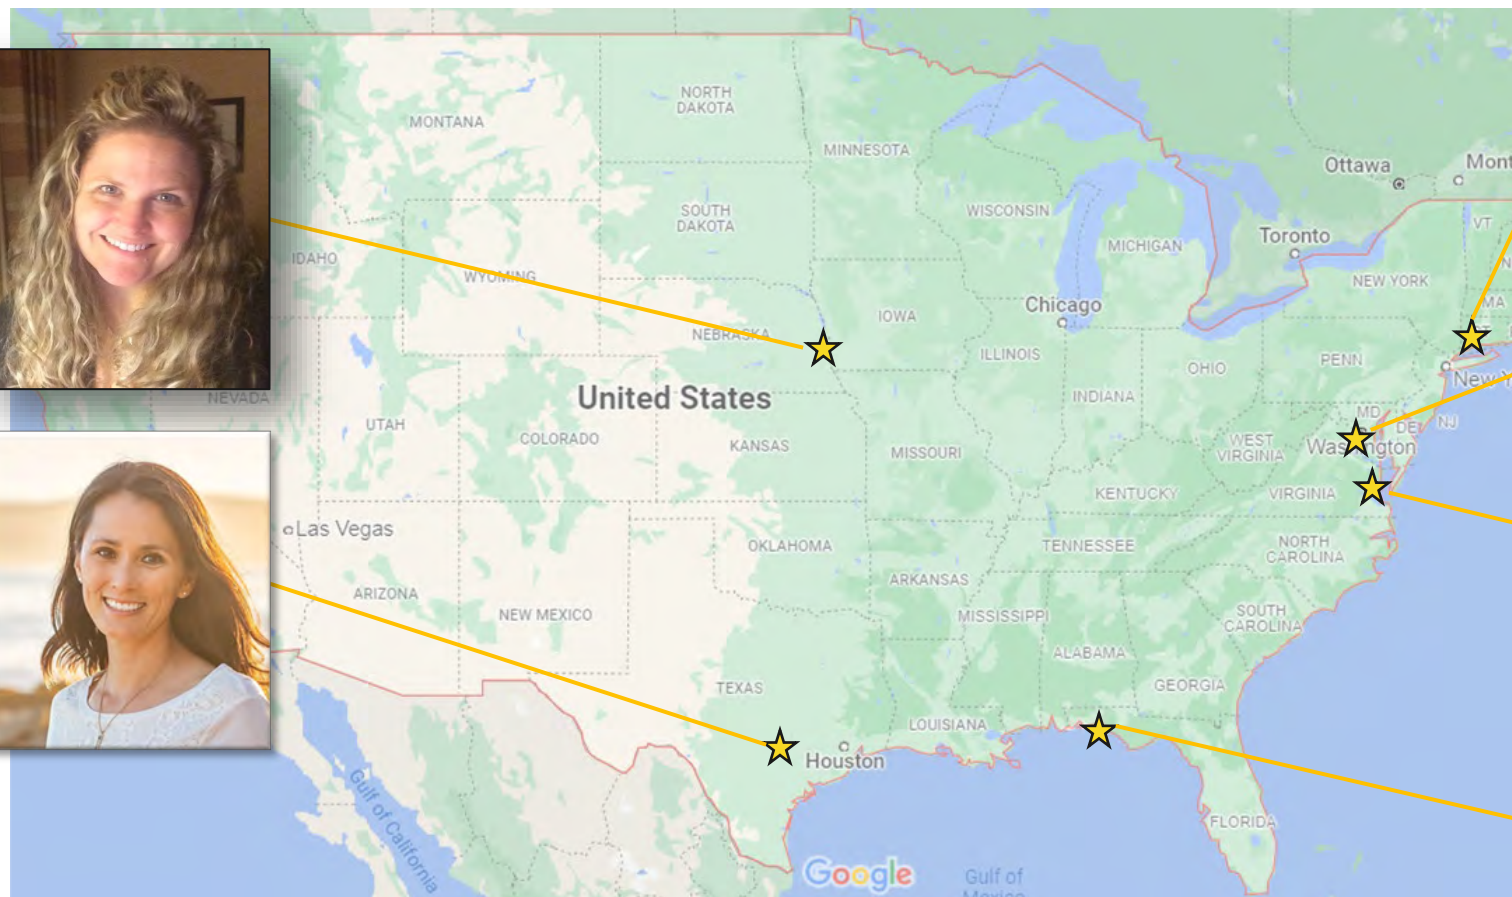 NORTH
DAKOTA
MONTANA
MINNESOTA
Ottawa
Mont
SOUTH
DAKOTA
WISCONSIN
MICHIGAN
Toronto
VT
IDAHO
WYOMING
NEW YORK
N
MA
Chicago
IOWA
NEBRASKA
ILLINOIS
OHIO
PENN
New Y
NEVADA
United States
INDIANA
MD
DE
NJ
UTAH
COLORADO
KANSAS
MISSOURI
WEST
VIRGINIA
Washington
KENTUCKY
VIRGINIA
Las Vegas
OKLAHOMA
TENNESSEE
NORTH
CAROLINA
ARIZONA
NEW MEXICO
ARKANSAS
MISSISSIPPI
SOUTH
CAROLINA
ALABAMA
TEXAS
GEORGIA
LOUISIANA
Houston
Gulf of California
FLORIDA
Google
Gulf of
Mexico